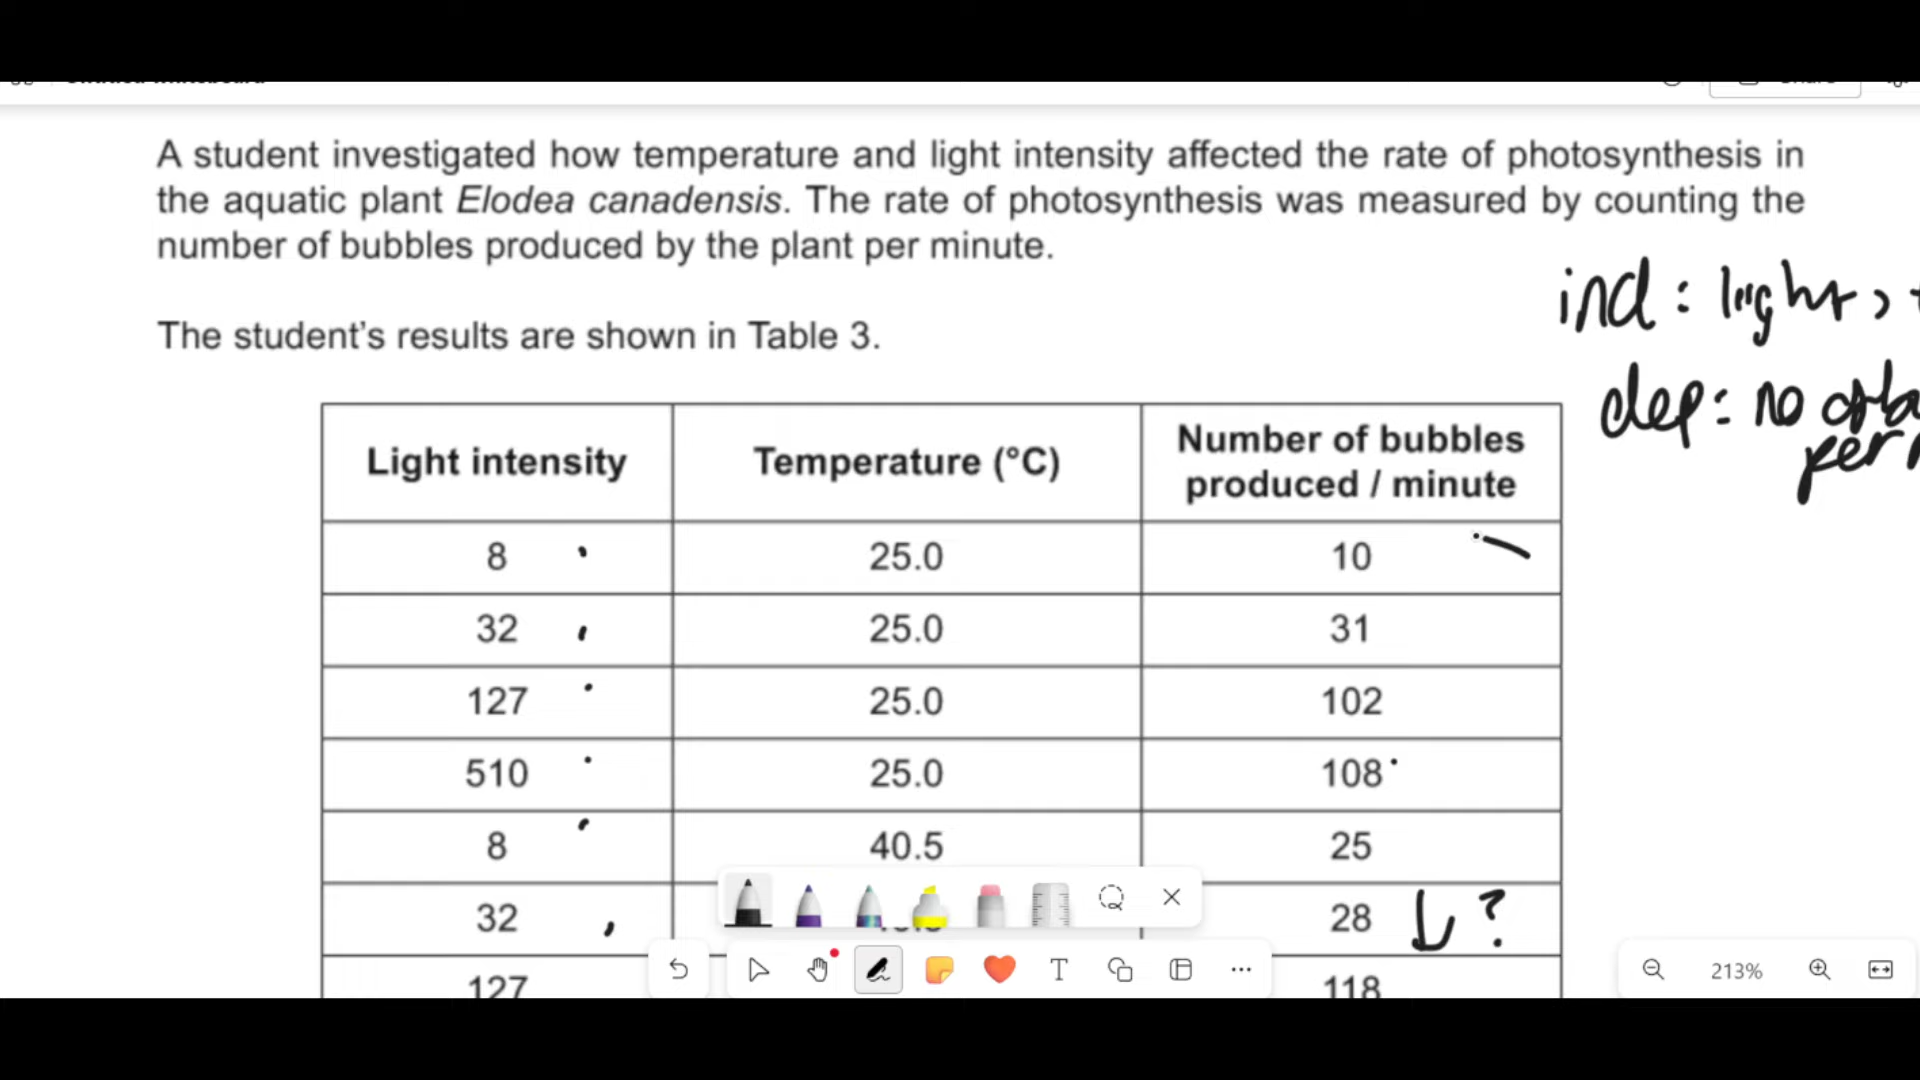 A student investigated how temperature and light intensity affected the rate of photosynthesis in
the aquatic plant Elodea canadensis. The rate of photosynthesis was measured by counting the
number of bubbles produced by the plant per minute.
ind: light,
The student's results are shown in Table 3.
dep: no of
per
Light intensity Temperature (°C) Number of bubbles
produced / minute
8 25.0 10
32 25.0 31
127 25.0 102
510 25.0 108
8 40.5 25
32 28 ?
127 118
213%